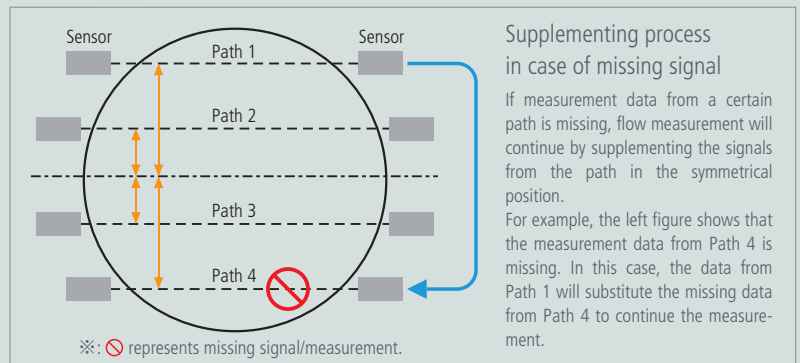 Sensor
Sensor
Path 1
Path 2
Path 3
Path 4
※: 🚫 represents missing signal/measurement.
Supplementing process
in case of missing signal
If measurement data from a certain
path is missing, flow measurement will
continue by supplementing the signals
from the path in the symmetrical
position.
For example, the left figure shows that
the measurement data from Path 4 is
missing. In this case, the data from
Path 1 will substitute the missing data
from Path 4 to continue the measure-
ment.